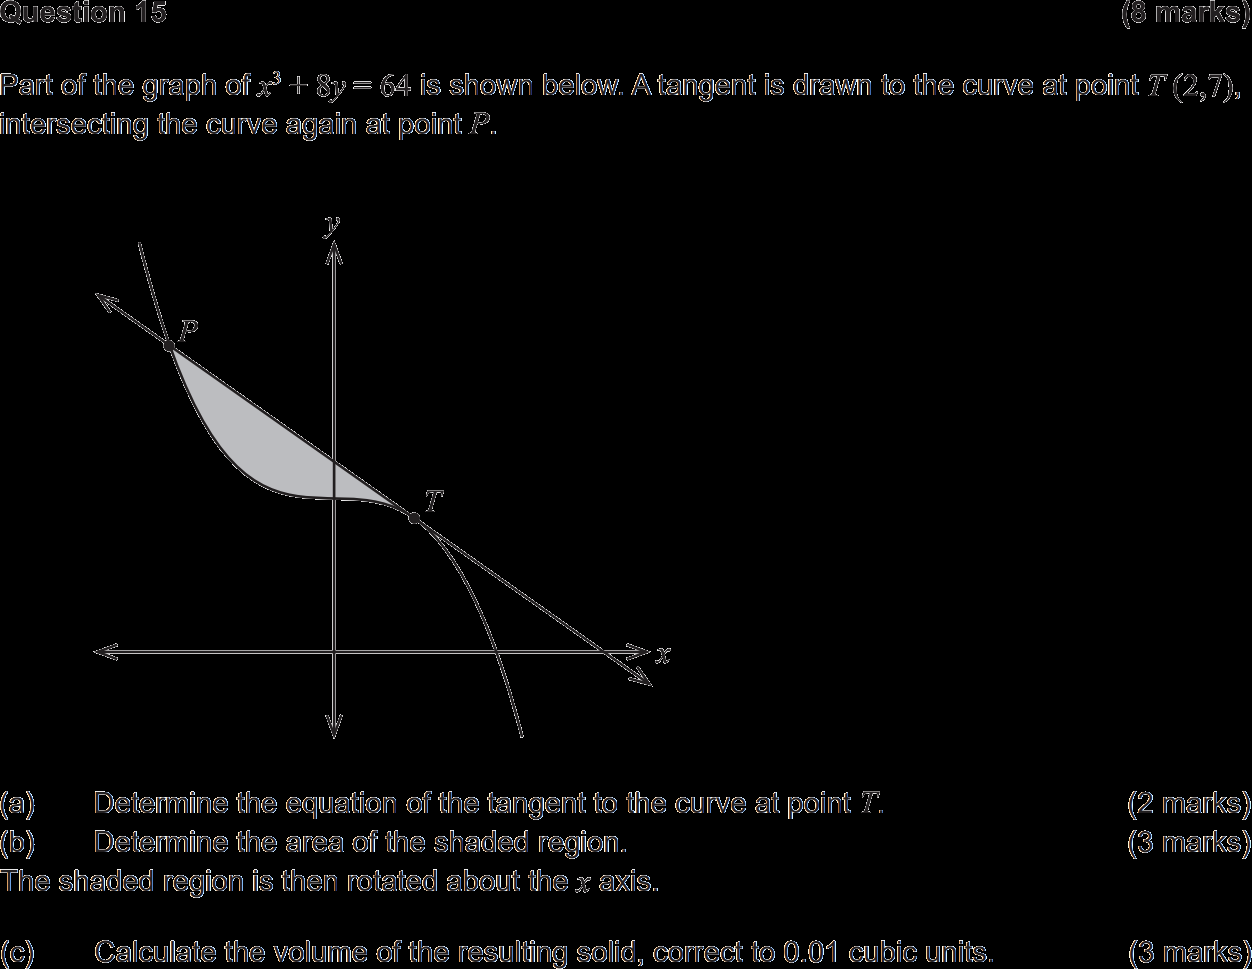 Question 15 (8 marks)
Part of the graph of x³ + 8y = 64 is shown below. A tangent is drawn to the curve at point T (2,7),
intersecting the curve again at point P.
y
P
T
x
(a) Determine the equation of the tangent to the curve at point T. (2 marks)
(b) Determine the area of the shaded region. (3 marks)
The shaded region is then rotated about the x axis.
(c) Calculate the volume of the resulting solid, correct to 0.01 cubic units. (3 marks)